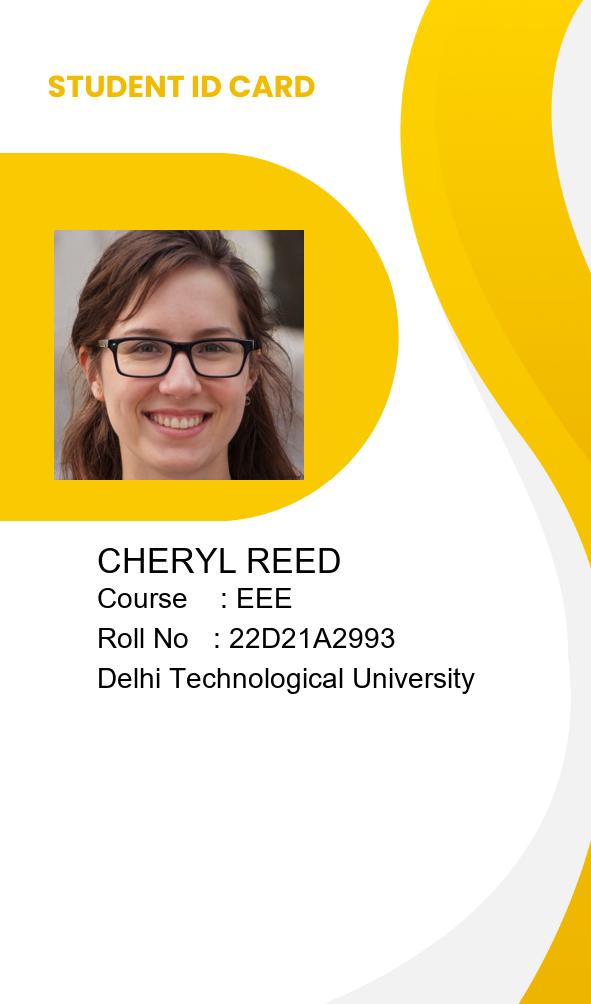 STUDENT ID CARD
CHERYL REED
Course : EEE
Roll No : 22D21A2993
Delhi Technological University